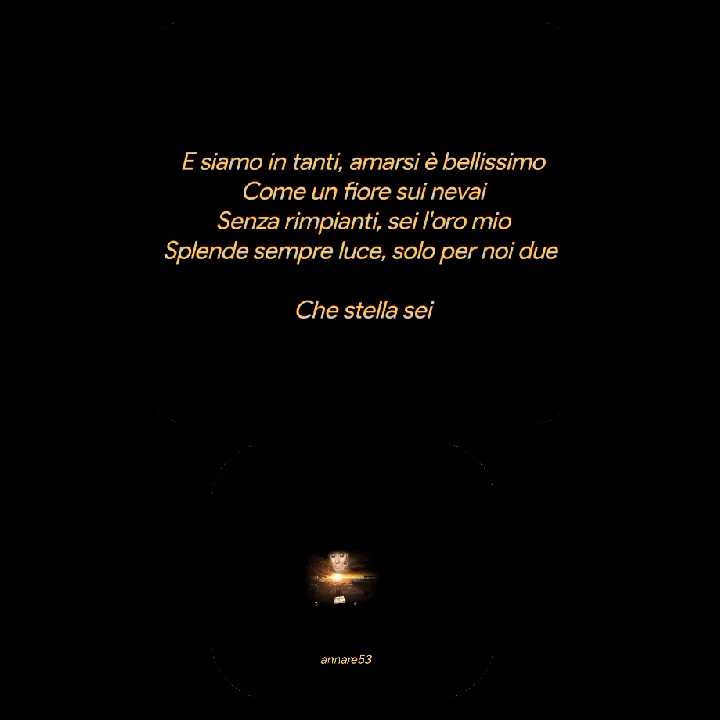 E siamo in tanti, amarsi è bellissimo
Come un fiore sui nevai
Senza rimpianti, sei l'oro mio
Splende sempre luce, solo per noi due
Che stella sei
annare53